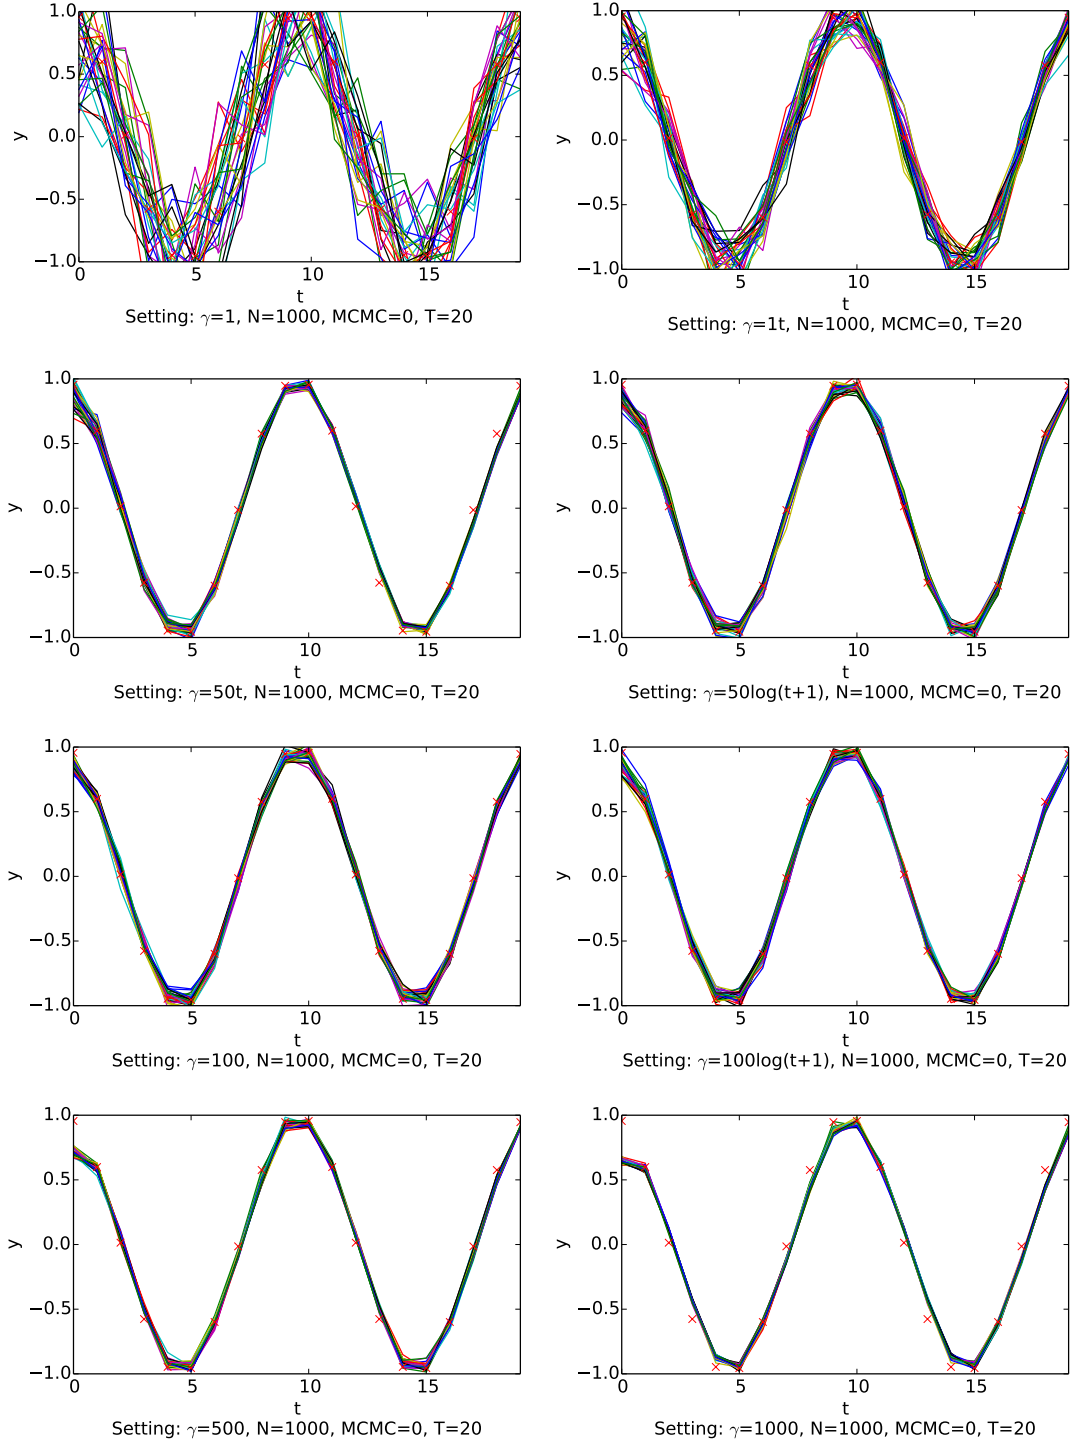 1.0
0.5
0.0
−0.5
−1.0
y
0 5 10 15
t
Setting: γ=1, N=1000, MCMC=0, T=20
1.0
0.5
0.0
−0.5
−1.0
y
0 5 10 15
t
Setting: γ=1t, N=1000, MCMC=0, T=20
1.0
0.5
0.0
−0.5
−1.0
y
0 5 10 15
t
Setting: γ=50t, N=1000, MCMC=0, T=20
1.0
0.5
0.0
−0.5
−1.0
y
0 5 10 15
t
Setting: γ=50log(t+1), N=1000, MCMC=0, T=20
1.0
0.5
0.0
−0.5
−1.0
y
0 5 10 15
t
Setting: γ=100, N=1000, MCMC=0, T=20
1.0
0.5
0.0
−0.5
−1.0
y
0 5 10 15
t
Setting: γ=100log(t+1), N=1000, MCMC=0, T=20
1.0
0.5
0.0
−0.5
−1.0
y
0 5 10 15
t
Setting: γ=500, N=1000, MCMC=0, T=20
1.0
0.5
0.0
−0.5
−1.0
y
0 5 10 15
t
Setting: γ=1000, N=1000, MCMC=0, T=20